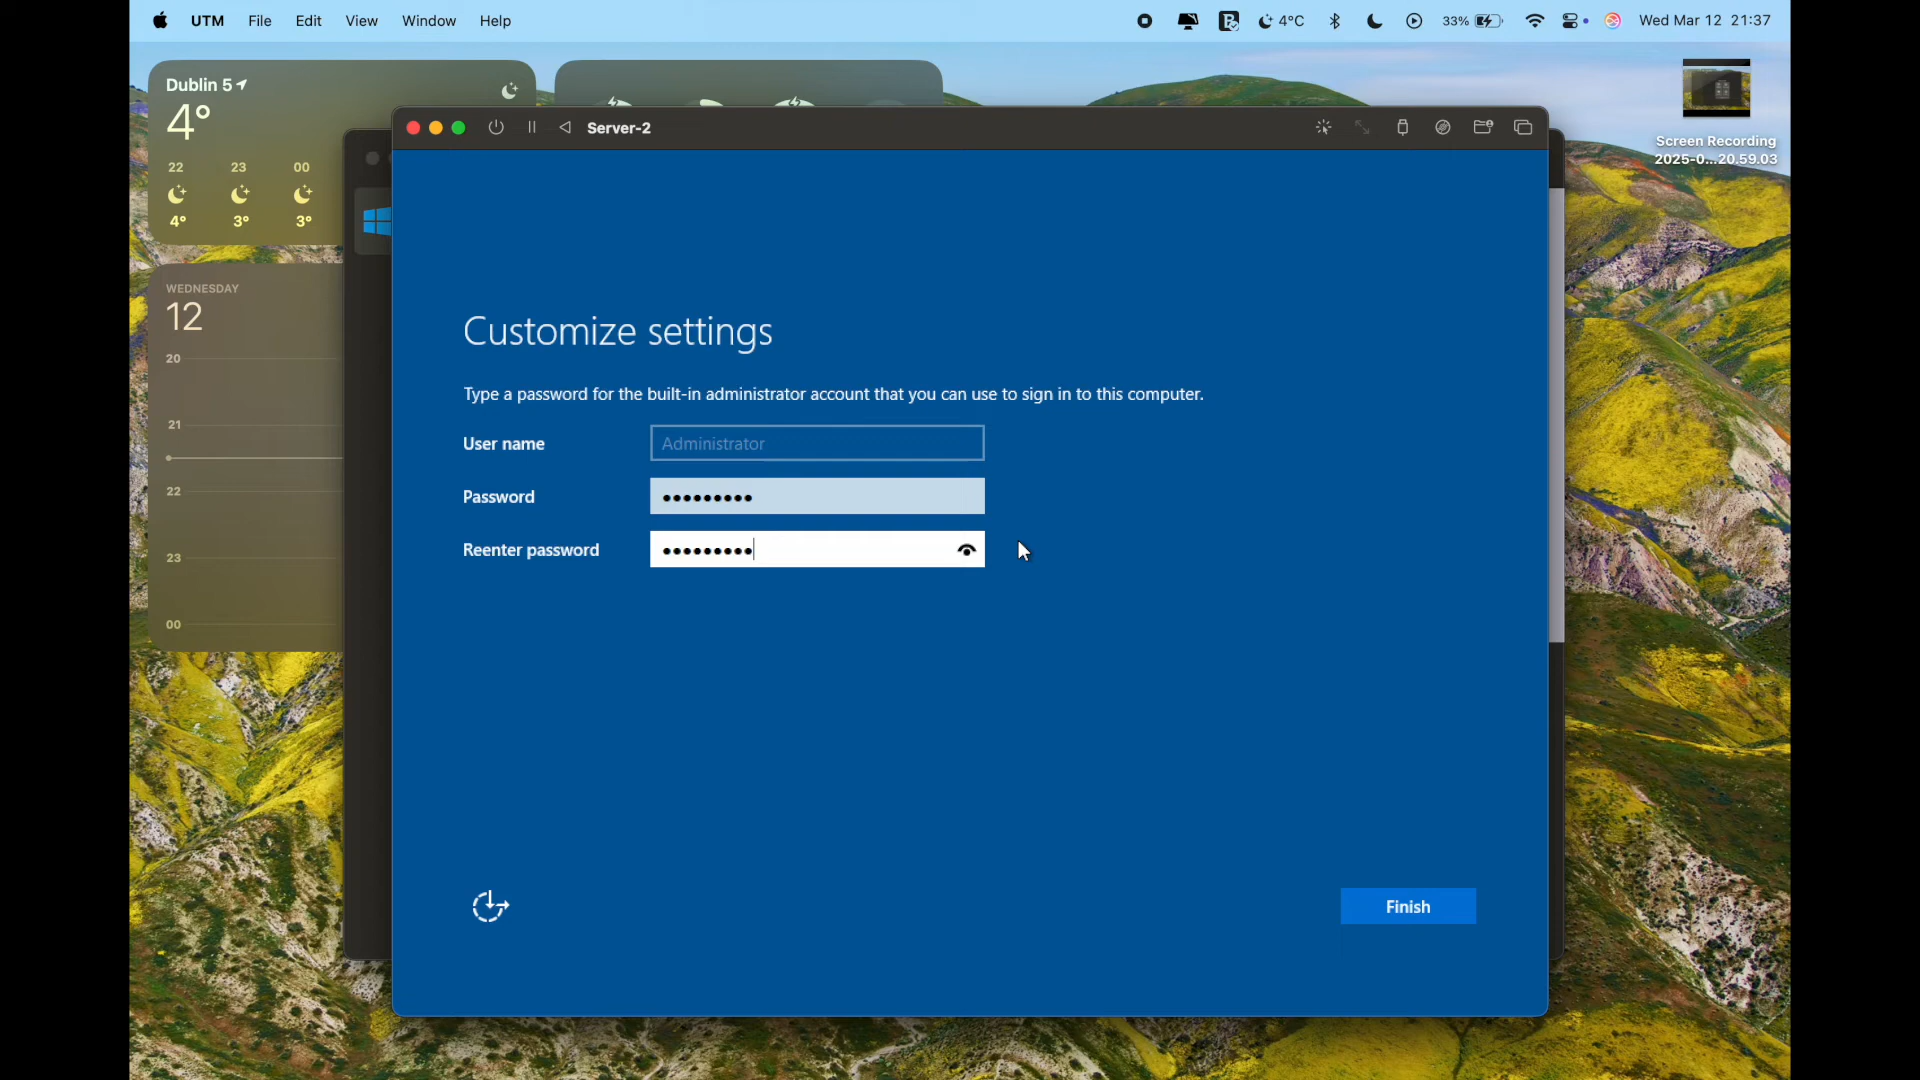 UTM File Edit View Window Help
4°C 33% Wed Mar 12 21:37
Dublin 5
4°
22 23 00
4° 3° 3°
WEDNESDAY
12
20
21
22
23
00
Screen Recording
2025-0...20.59.03
Server-2
Customize settings
Type a password for the built-in administrator account that you can use to sign in to this computer.
User name Administrator
Password •••••••••
Reenter password •••••••••
Finish